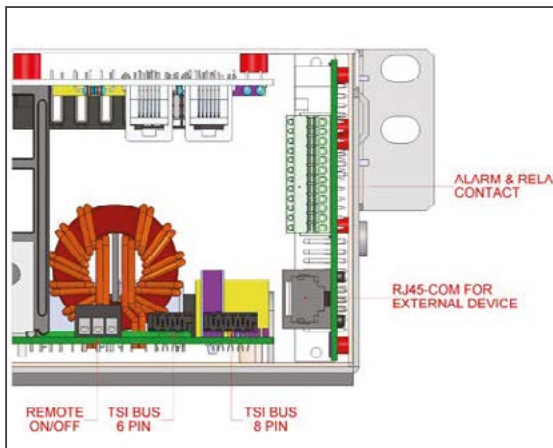 ALARM & RELA
CONTACT
RJ45-COM FOR
EXTERNAL DEVICE
REMOTE
ON/OFF
TSI BUS
6 PIN
TSI BUS
8 PIN